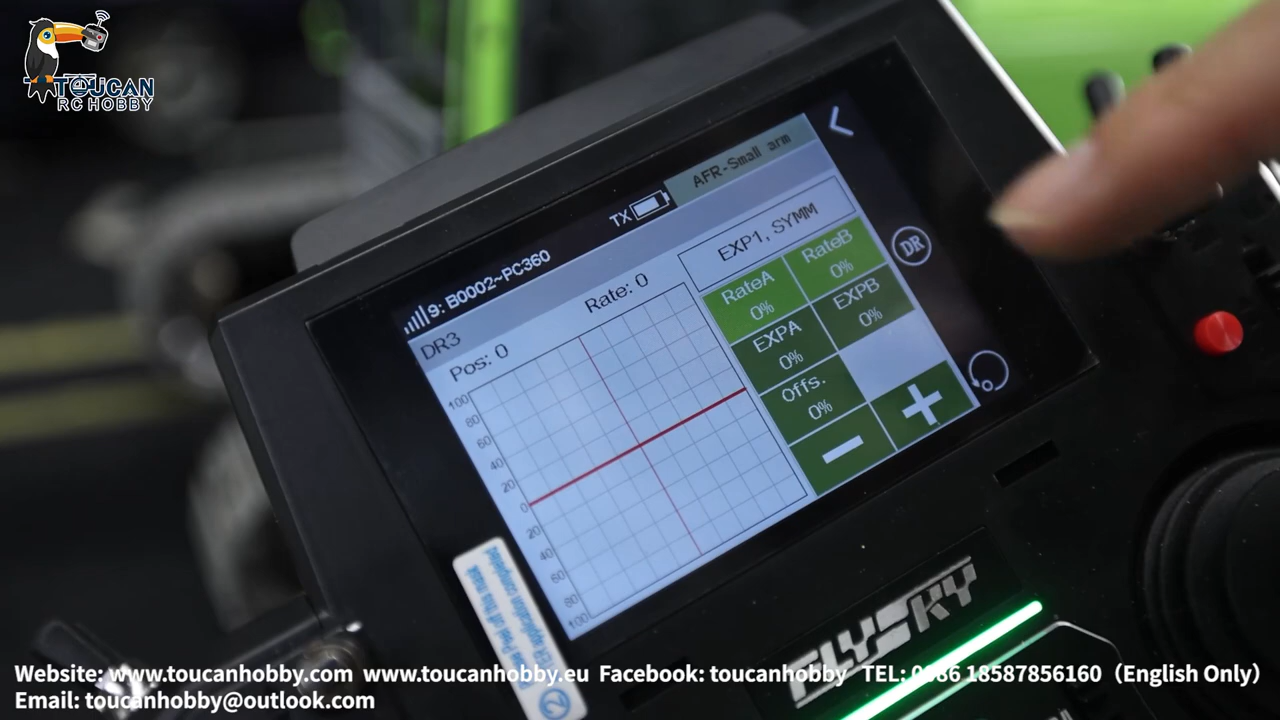 TOUCAN
RC HOBBY
AFR-Small arm
TX
9: B0002~PC360
DR3
Pos: 0
Rate: 0
EXP1, SYMM
RateA
0%
RateB
0%
EXPA
0%
EXPB
0%
Offs.
0%
DR
100
80
60
40
20
0
20
40
60
80
100
FLYSKY
2
Website: www.toucanhobby.com www.toucanhobby.eu Facebook: toucanhobby TEL: 0086 18587856160 (English Only)
Email: toucanhobby@outlook.com